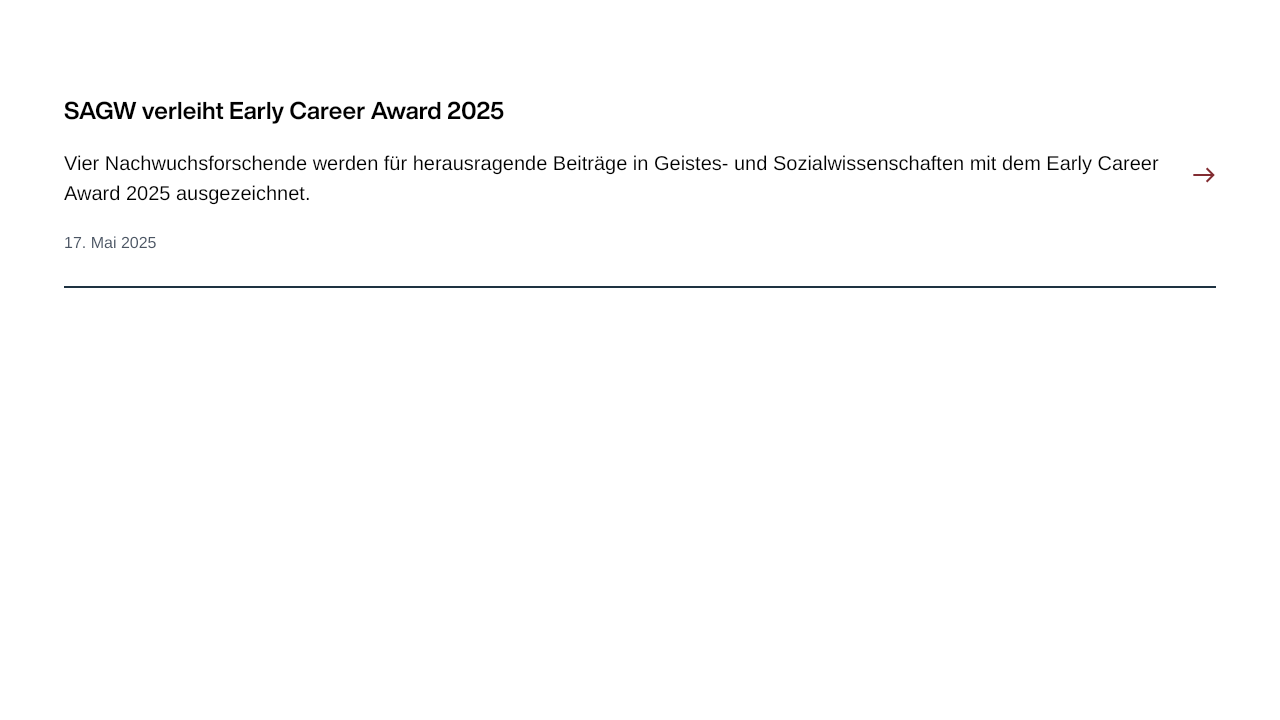 SAGW verleiht Early Career Award 2025
Vier Nachwuchsforschende werden für herausragende Beiträge in Geistes- und Sozialwissenschaften mit dem Early Career
Award 2025 ausgezeichnet.
17. Mai 2025